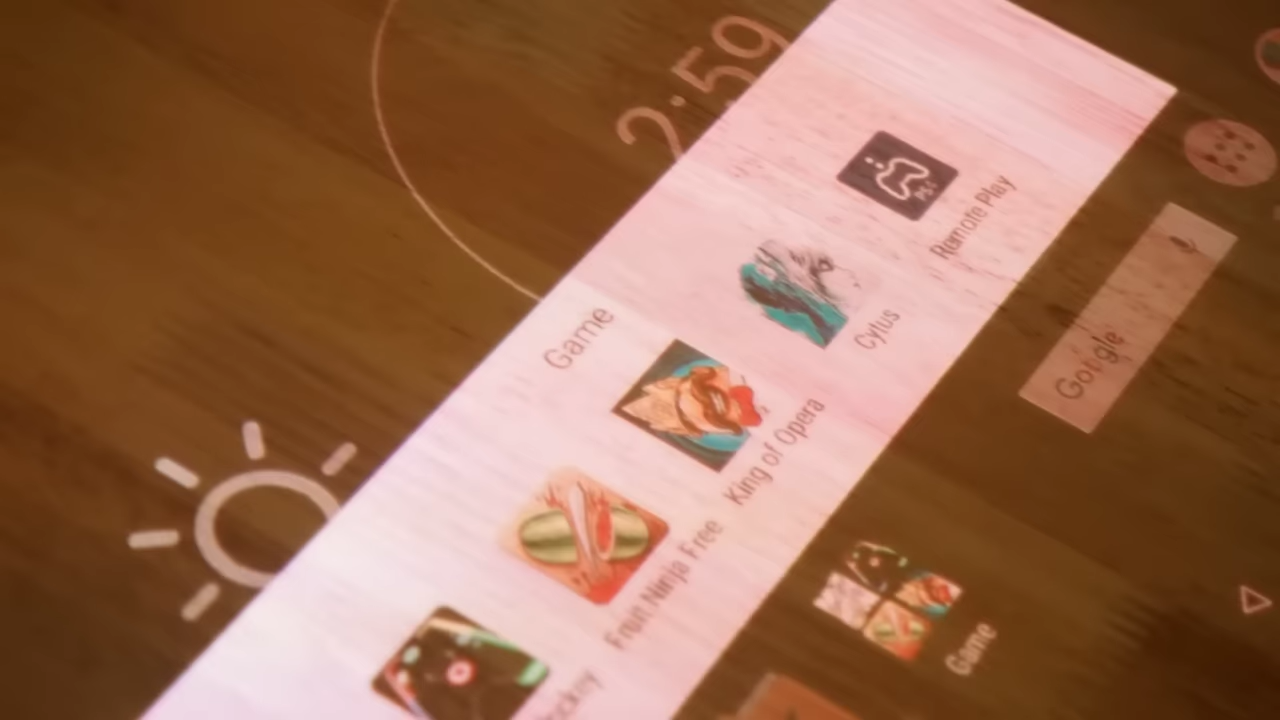 2:59
Game
Remote Play
Cytus
King of Opera
Fruit Ninja Free
Google
Game